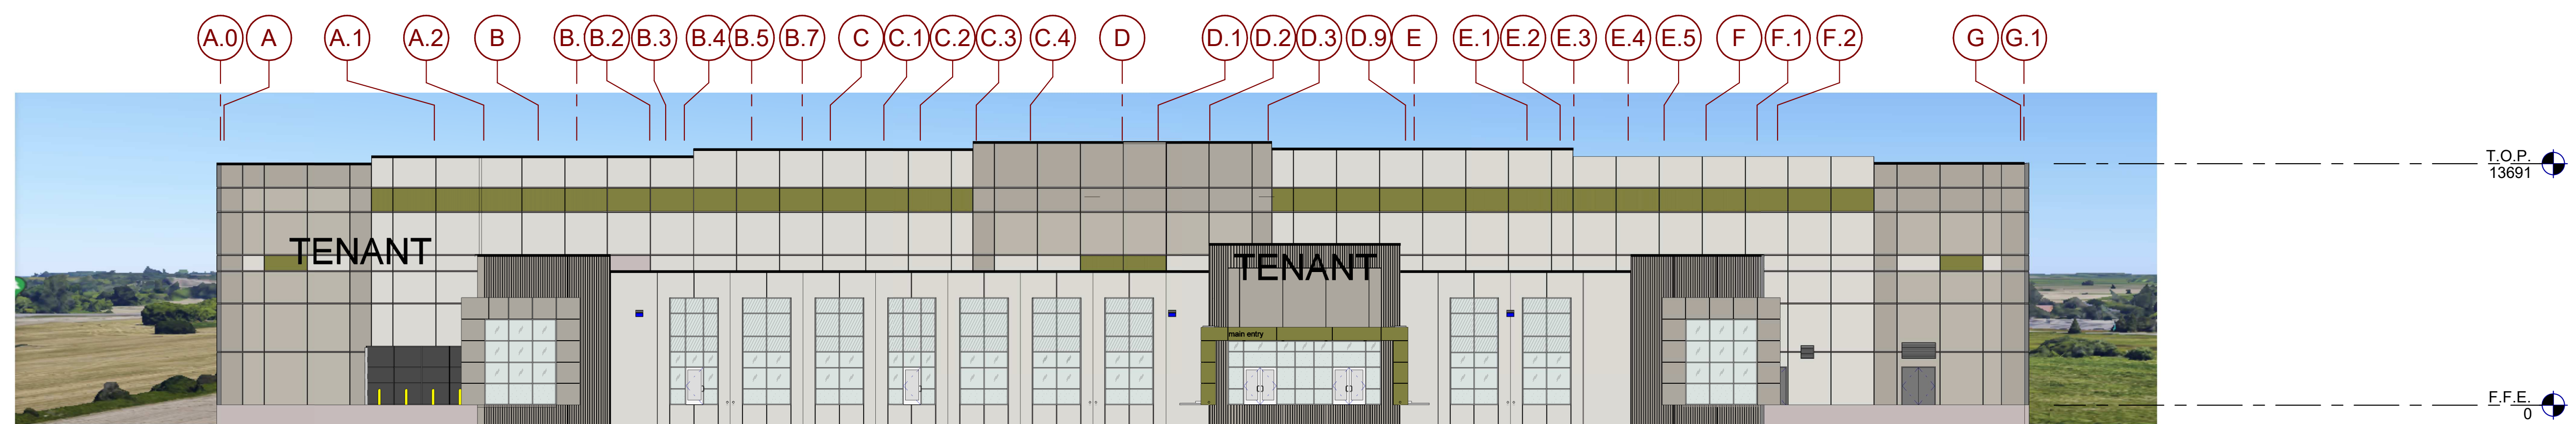 A.0 A A.1 A.2 B B. B.2 B.3 B.4 B.5 B.7 C C.1 C.2 C.3 C.4 D D.1 D.2 D.3 D.9 E E.1 E.2 E.3 E.4 E.5 F F.1 F.2 G G.1
T.O.P.
13691
TENANT
TENANT
main entry
F.F.E.
0